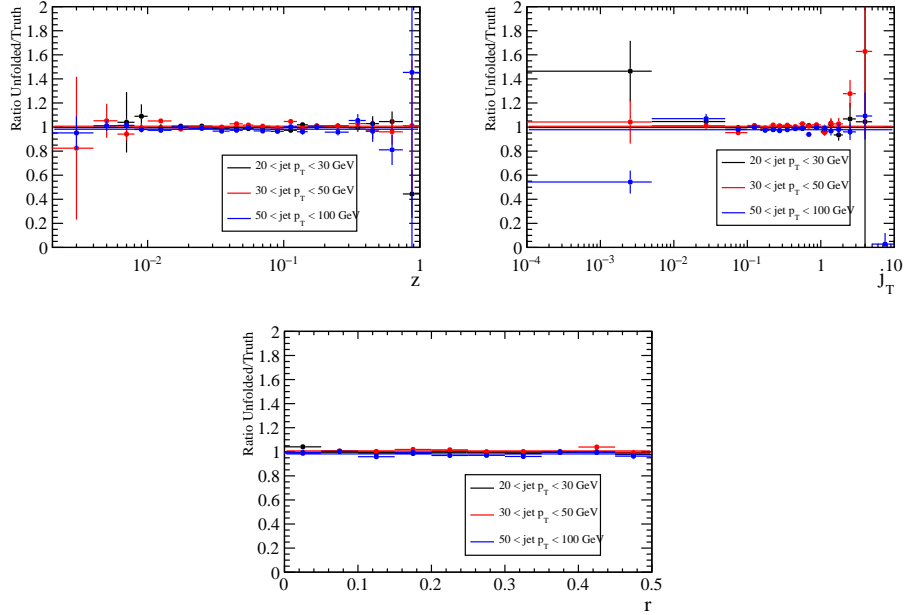 Ratio Unfolded/Truth
2
1.8
1.6
1.4
1.2
1
0.8
0.6
0.4
0.2
0
20 < jet p_T < 30 GeV
30 < jet p_T < 50 GeV
50 < jet p_T < 100 GeV
10^-2 10^-1 1
z
Ratio Unfolded/Truth
2
1.8
1.6
1.4
1.2
1
0.8
0.6
0.4
0.2
0
20 < jet p_T < 30 GeV
30 < jet p_T < 50 GeV
50 < jet p_T < 100 GeV
10^-4 10^-3 10^-2 10^-1 1 10
j_T
Ratio Unfolded/Truth
2
1.8
1.6
1.4
1.2
1
0.8
0.6
0.4
0.2
0
20 < jet p_T < 30 GeV
30 < jet p_T < 50 GeV
50 < jet p_T < 100 GeV
0 0.1 0.2 0.3 0.4 0.5
r